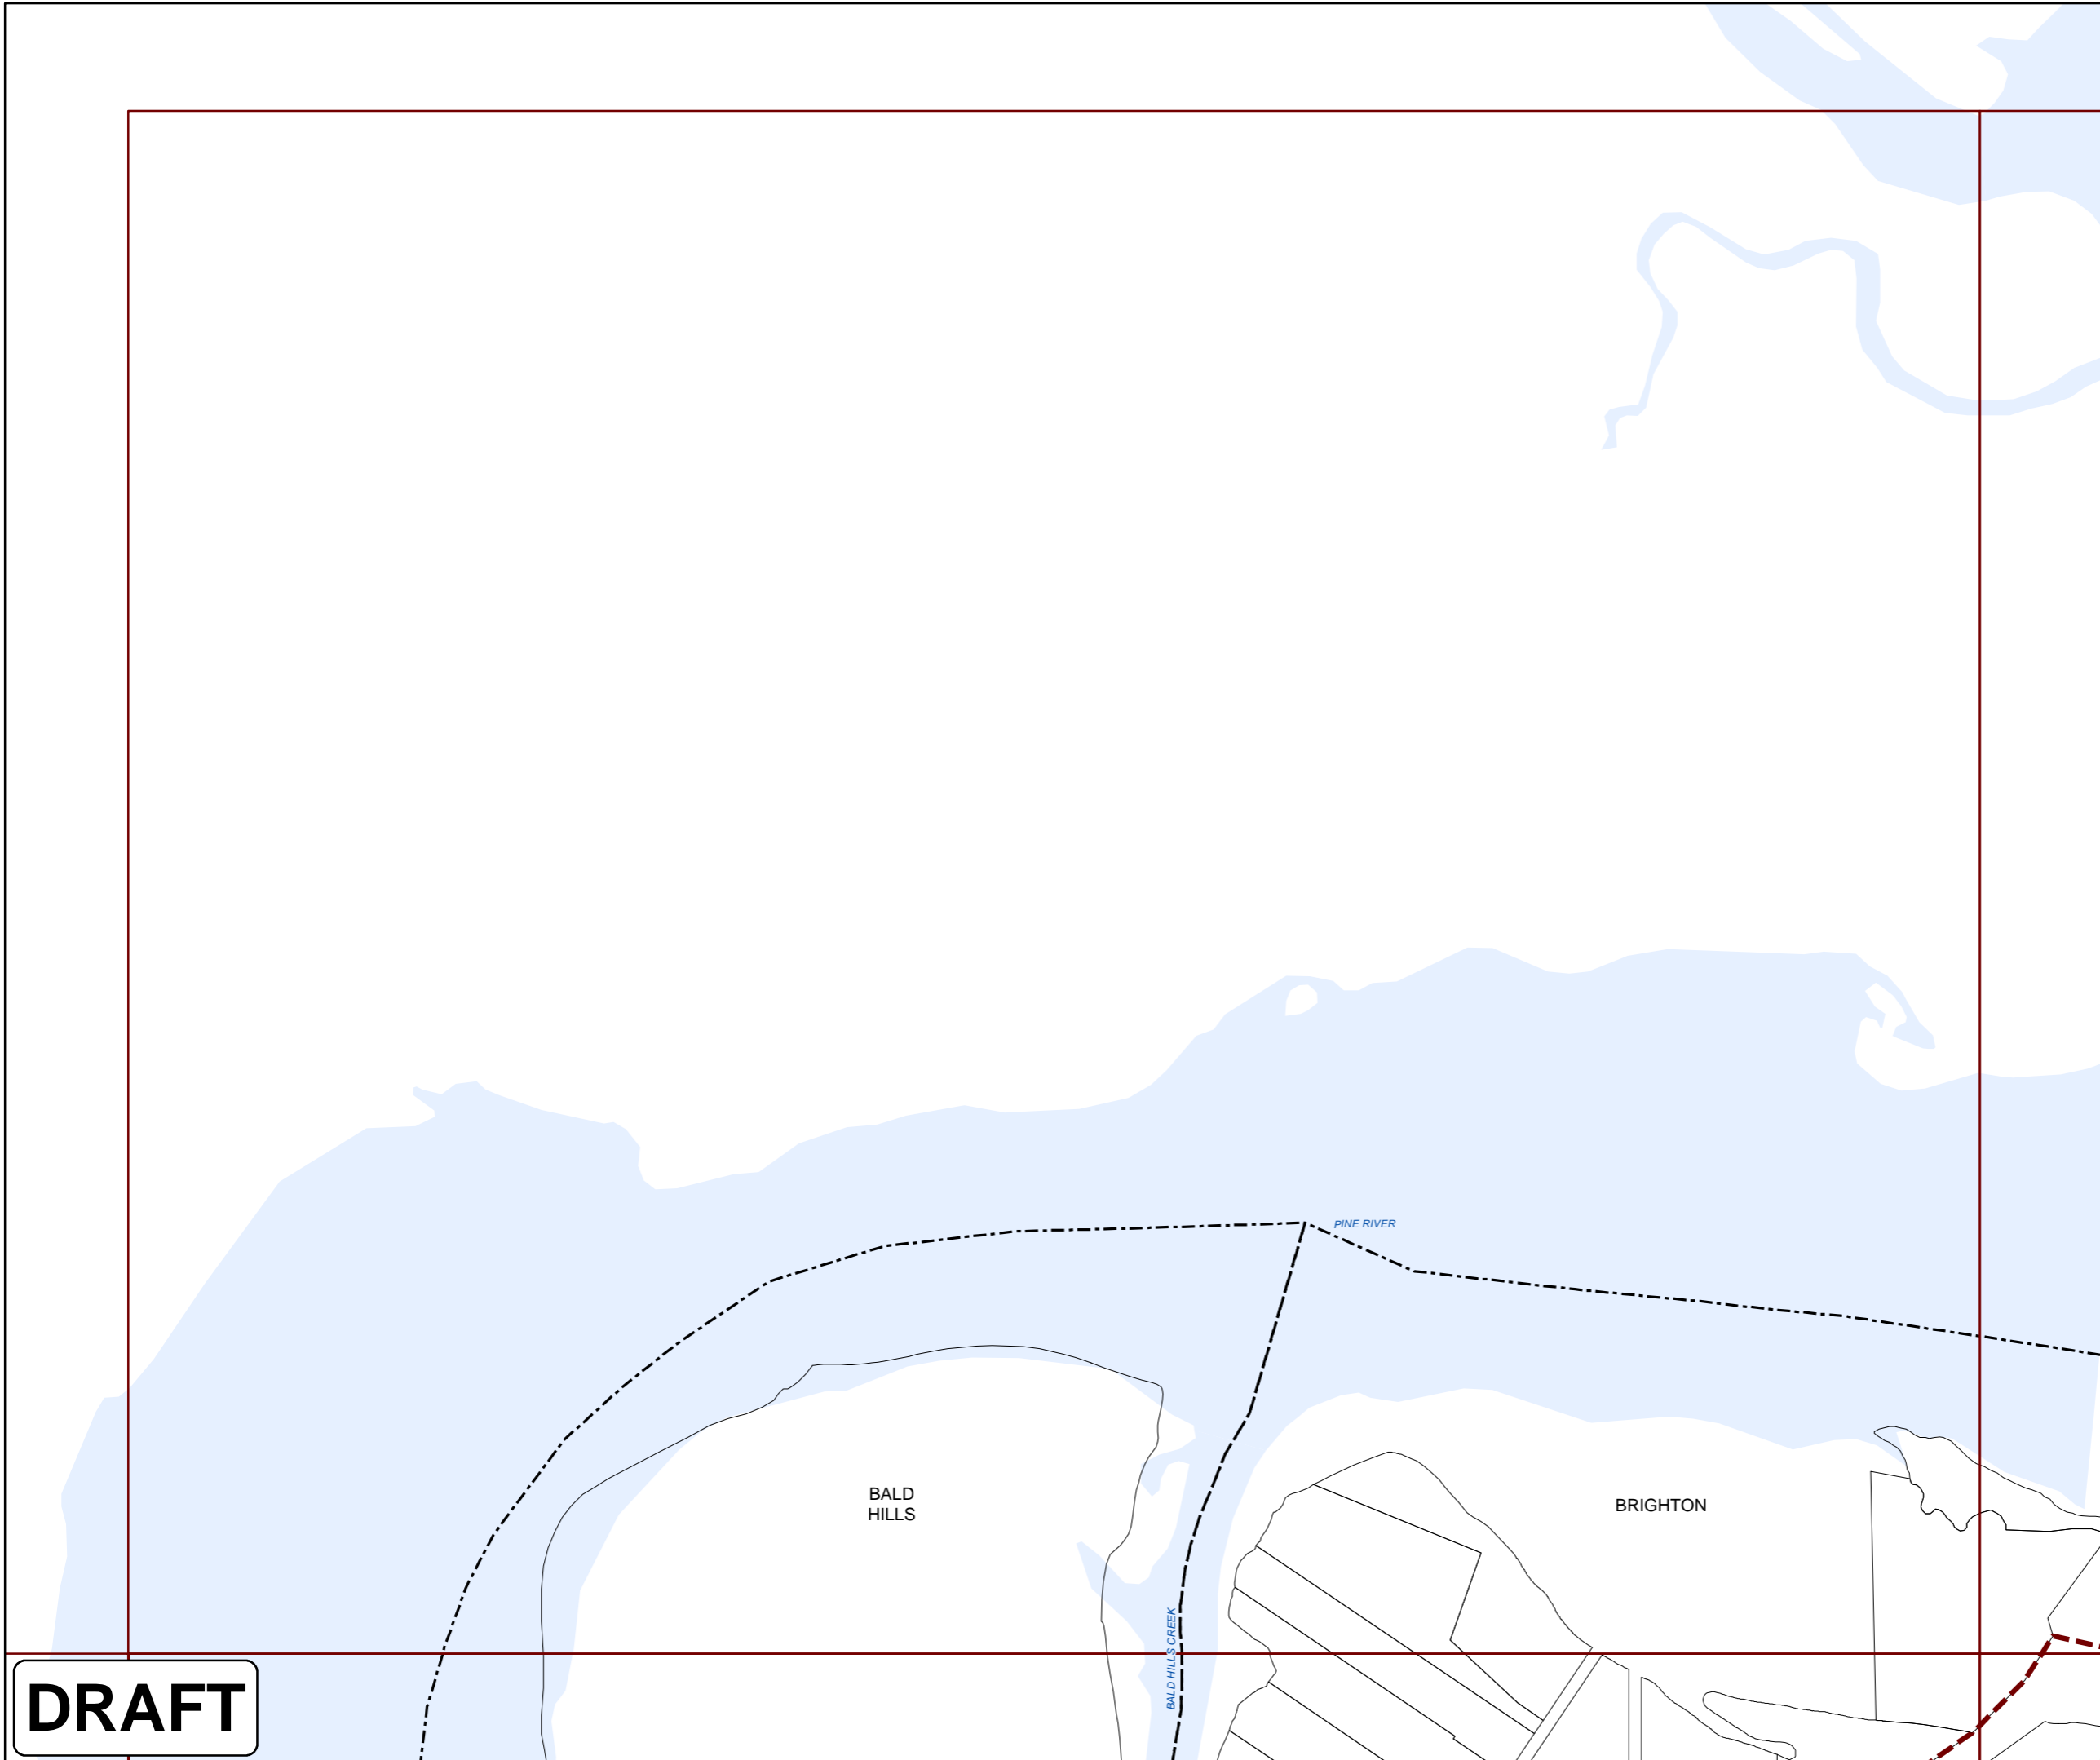 PINE RIVER
BALD
HILLS
BRIGHTON
BALD HILLS CREEK
DRAFT